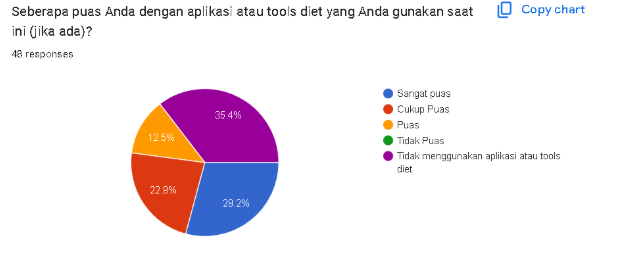 Seberapa puas Anda dengan aplikasi atau tools diet yang Anda gunakan saat
ini (jika ada)?
Copy chart
48 responses
35.4%
12.5%
22.9%
29.2%
Sangat puas
Cukup Puas
Puas
Tidak Puas
Tidak menggunakan aplikasi atau tools
diet